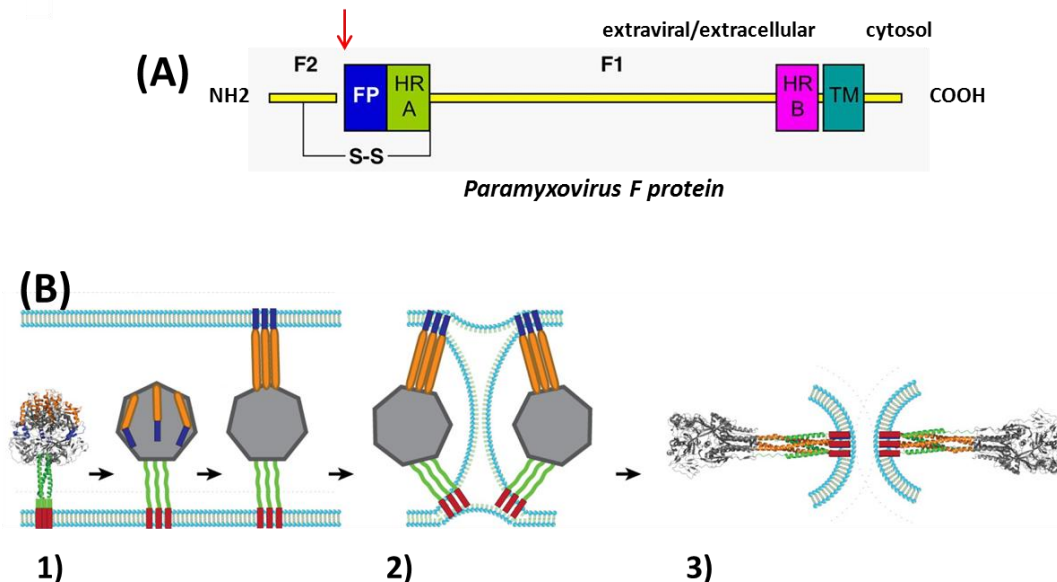 extraviral/extracellular cytosol
(A)
F2 F1
NH2 FP HR A HR B TM COOH
S-S
Paramyxovirus F protein
(B)
1) 2) 3)